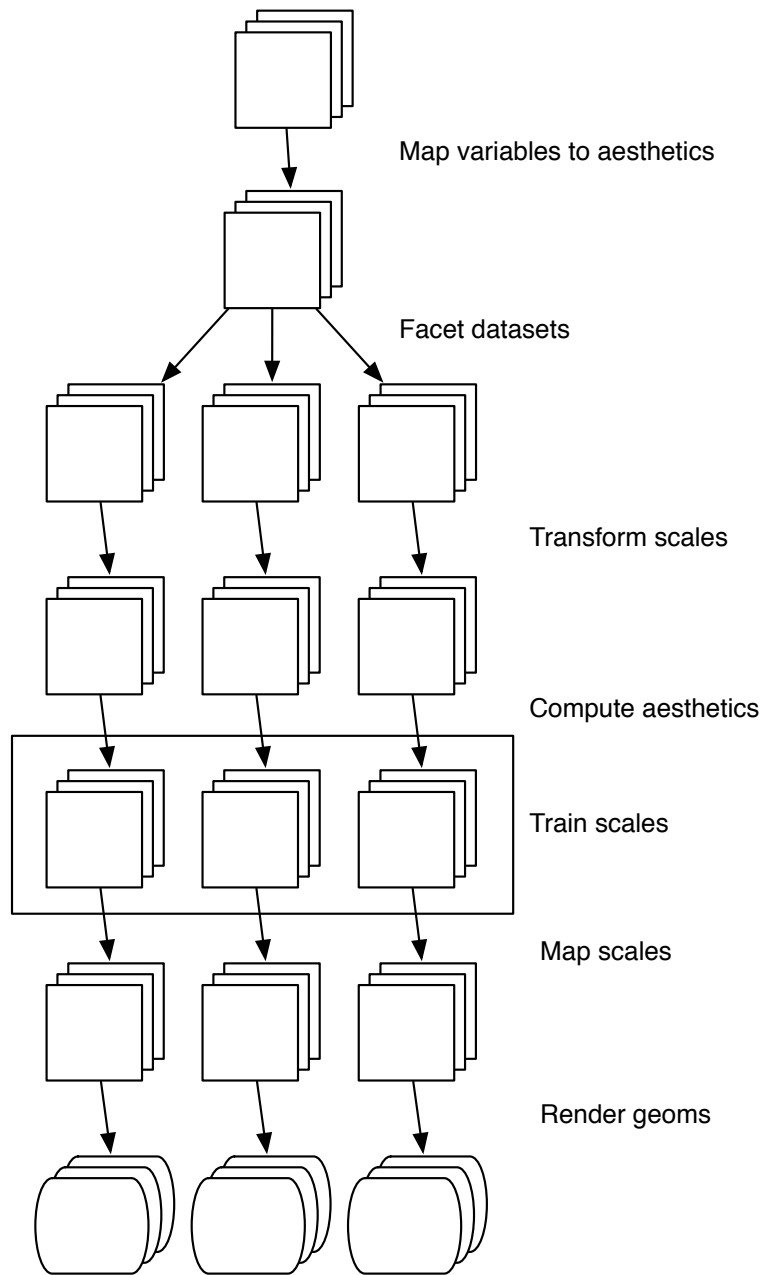 Map variables to aesthetics
Facet datasets
Transform scales
Compute aesthetics
Train scales
Map scales
Render geoms